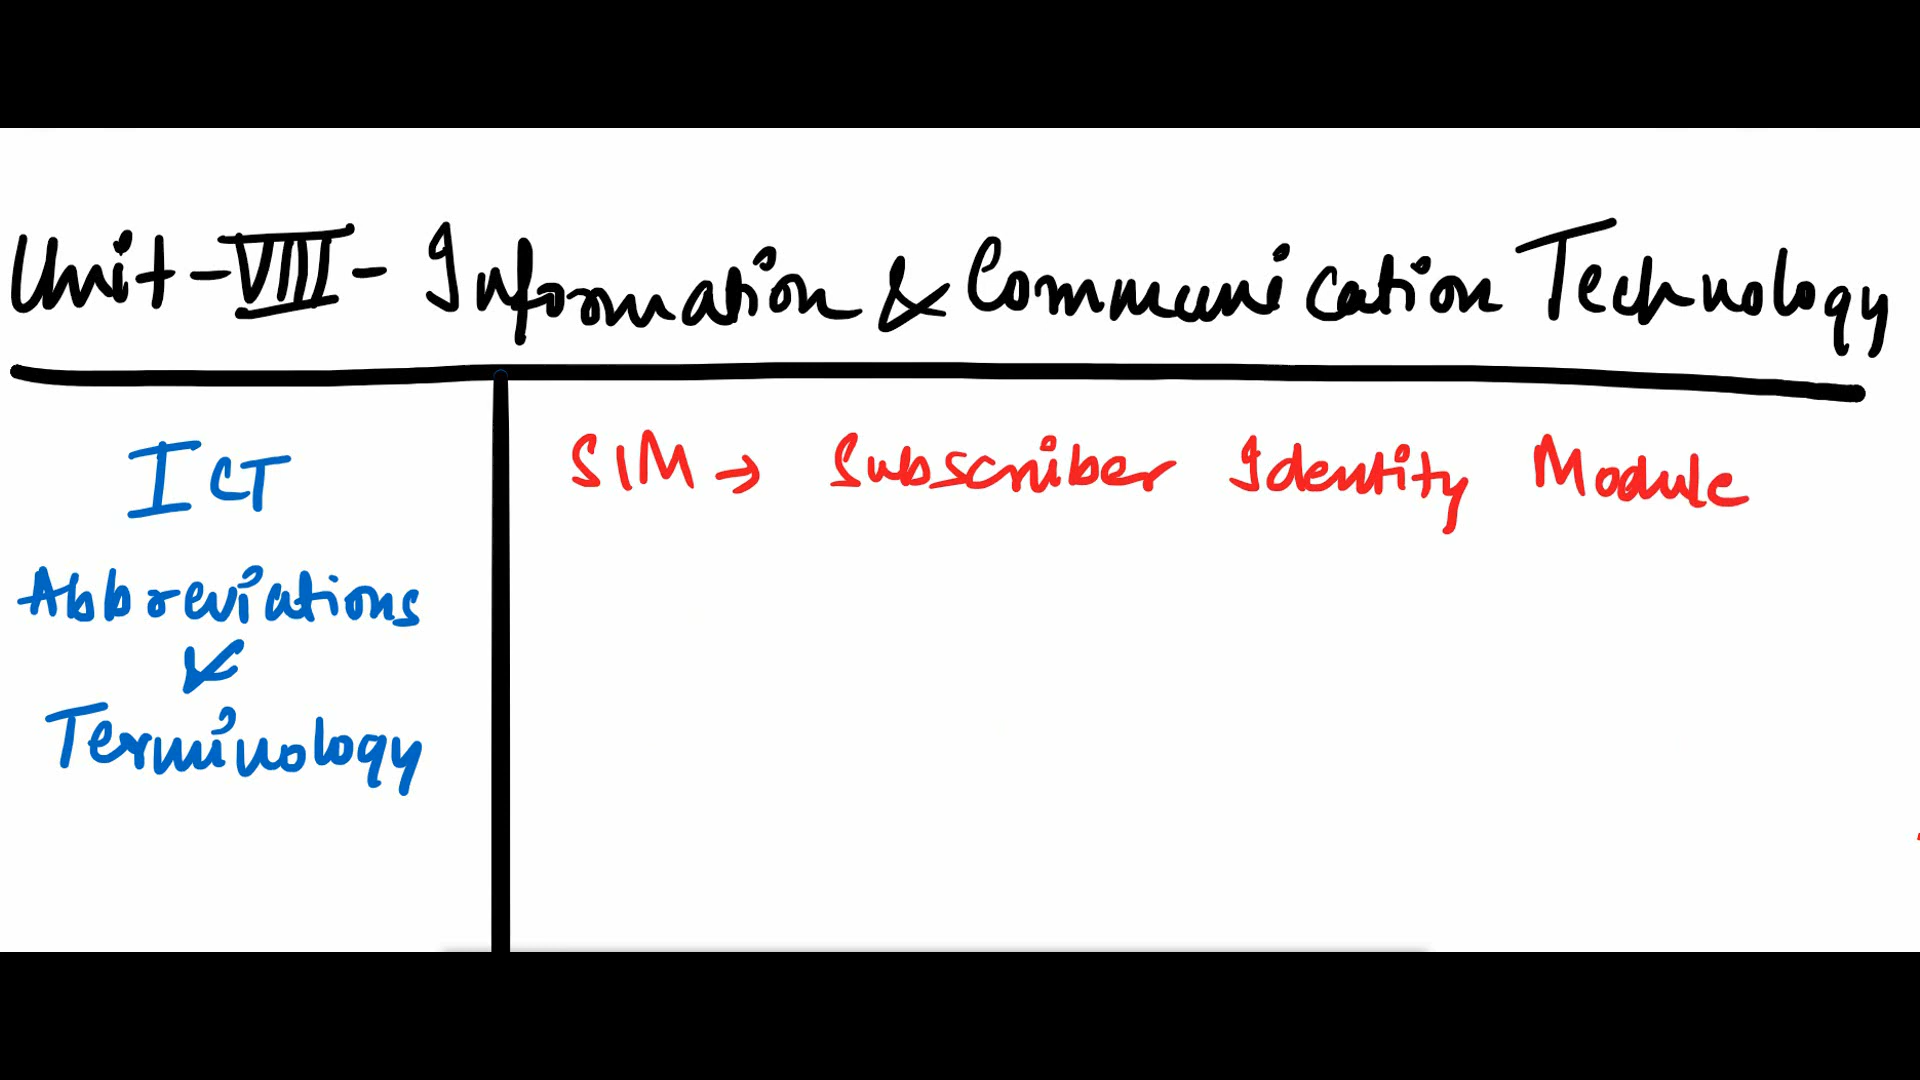 Unit-VIII- Information & Communication Technology
ICT
Abbreviations
&
Terminology
SIM → Subscriber Identity Module